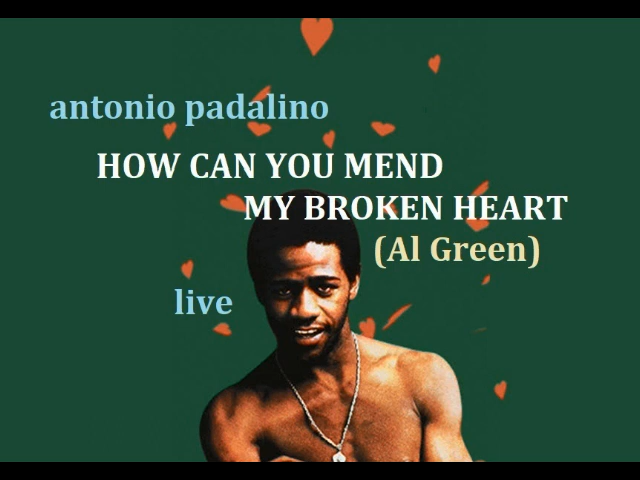 antonio padalino
HOW CAN YOU MEND
MY BROKEN HEART
(Al Green)
live